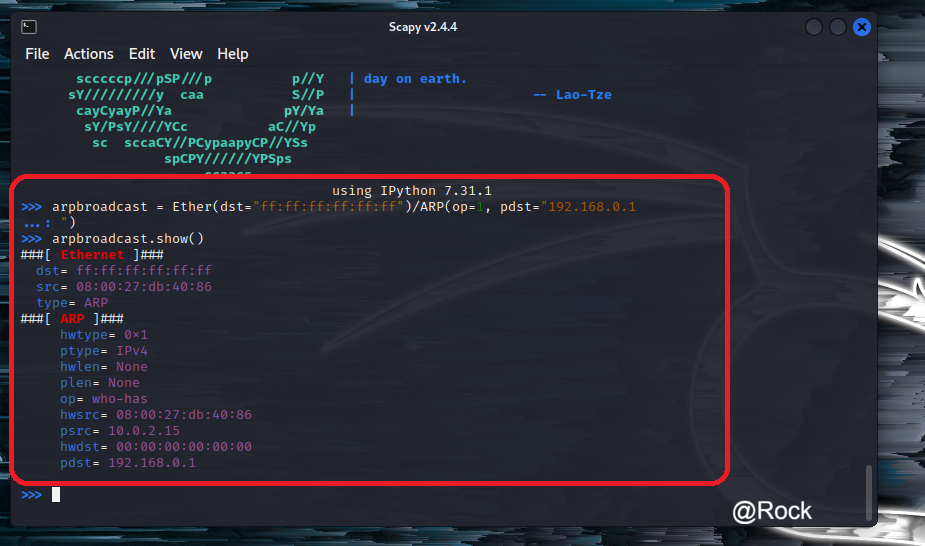 Scapy v2.4.4
File Actions Edit View Help
scccccp///pSP///p p//Y | day on earth.
sY/////////y caa S//P | -- Lao-Tze
cayCyayP//Ya pY/Ya |
sY/PsY////YCc aC//Yp
sc sccaCY//PCypaapyCP//YSs
spCPY//////YPSps
using IPython 7.31.1
>>> arpbroadcast = Ether(dst="ff:ff:ff:ff:ff:ff")/ARP(op=1, pdst="192.168.0.1
...: ")
>>> arpbroadcast.show()
###[ Ethernet ]###
dst= ff:ff:ff:ff:ff:ff
src= 08:00:27:db:40:86
type= ARP
###[ ARP ]###
hwtype= 0×1
ptype= IPv4
hwlen= None
plen= None
op= who-has
hwsrc= 08:00:27:db:40:86
psrc= 10.0.2.15
hwdst= 00:00:00:00:00:00
pdst= 192.168.0.1
>>>
@Rock